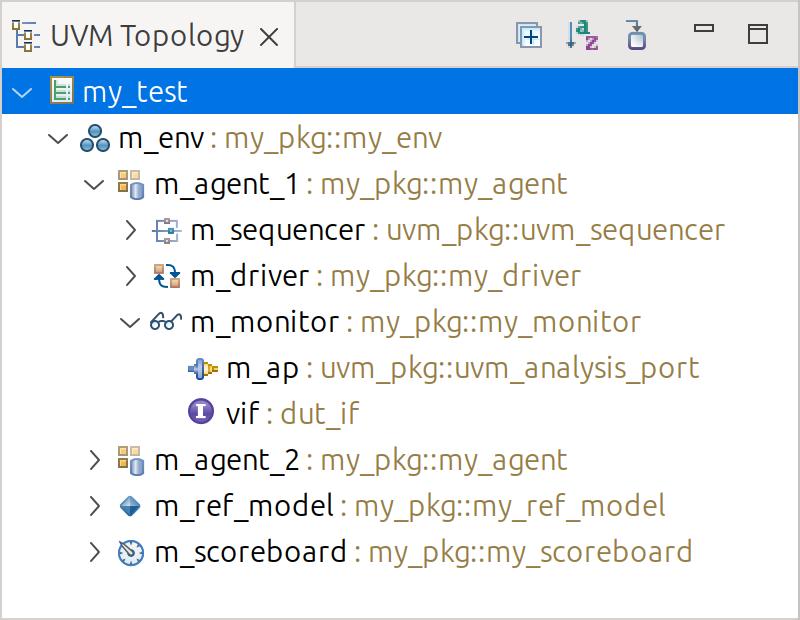 UVM Topology
my_test
m_env : my_pkg::my_env
m_agent_1 : my_pkg::my_agent
m_sequencer : uvm_pkg::uvm_sequencer
m_driver : my_pkg::my_driver
m_monitor : my_pkg::my_monitor
m_ap : uvm_pkg::uvm_analysis_port
vif : dut_if
m_agent_2 : my_pkg::my_agent
m_ref_model : my_pkg::my_ref_model
m_scoreboard : my_pkg::my_scoreboard